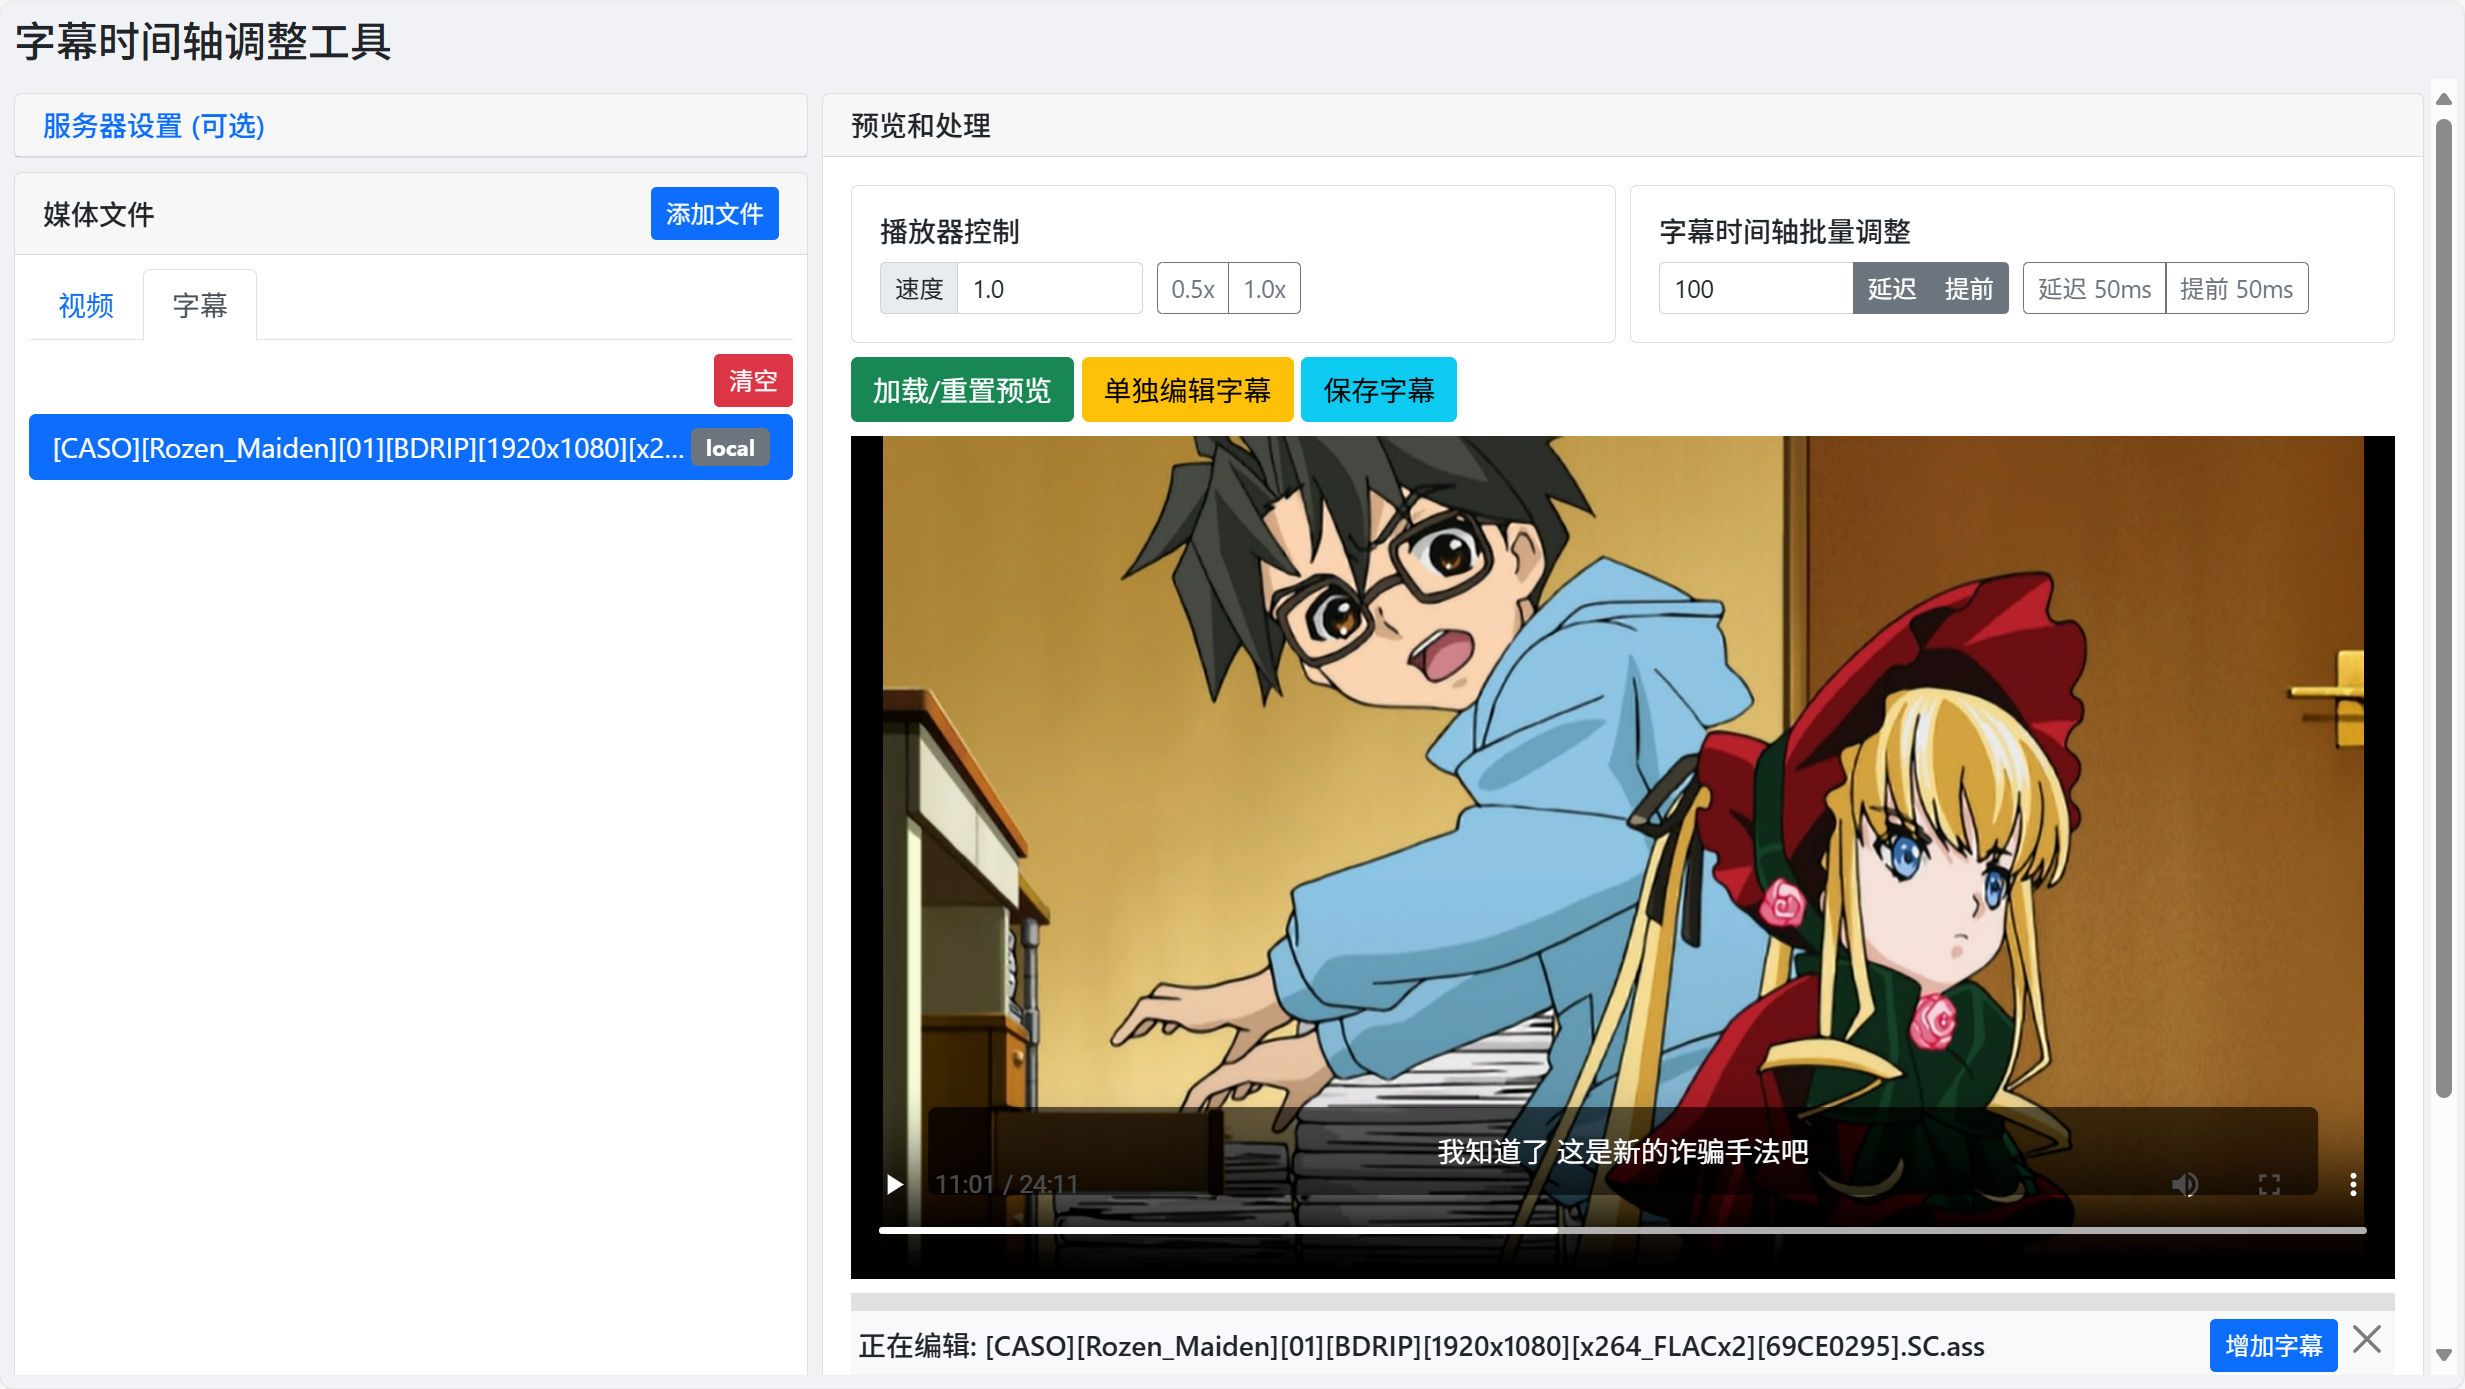 字幕时间轴调整工具
服务器设置 (可选)
媒体文件
添加文件
视频
字幕
清空
[CASO][Rozen_Maiden][01][BDRIP][1920x1080][x2...
local
预览和处理
播放器控制
速度
1.0
0.5x
1.0x
字幕时间轴批量调整
100
延迟
提前
延迟 50ms
提前 50ms
加载/重置预览
单独编辑字幕
保存字幕
我知道了 这是新的诈骗手法吧
11:01 / 24:11
正在编辑: [CASO][Rozen_Maiden][01][BDRIP][1920x1080][x264_FLACx2][69CE0295].SC.ass
增加字幕